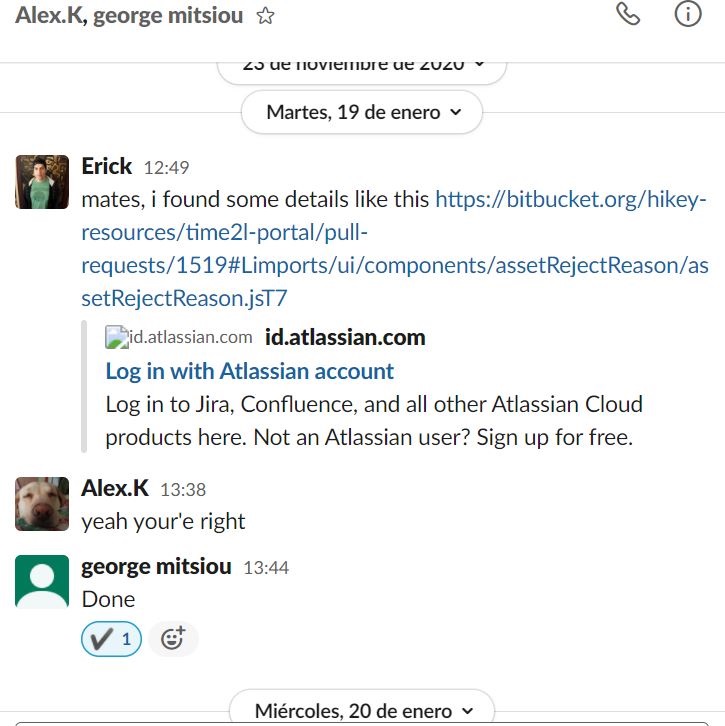 Alex.K, george mitsiou
23 de noviembre de 2020
Martes, 19 de enero
Erick 12:49
mates, i found some details like this https://bitbucket.org/hikey-
resources/time2l-portal/pull-
requests/1519#Limports/ui/components/assetRejectReason/as
setRejectReason.jsT7
id.atlassian.com id.atlassian.com
Log in with Atlassian account
Log in to Jira, Confluence, and all other Atlassian Cloud
products here. Not an Atlassian user? Sign up for free.
Alex.K 13:38
yeah your'e right
george mitsiou 13:44
Done
1
Miércoles, 20 de enero